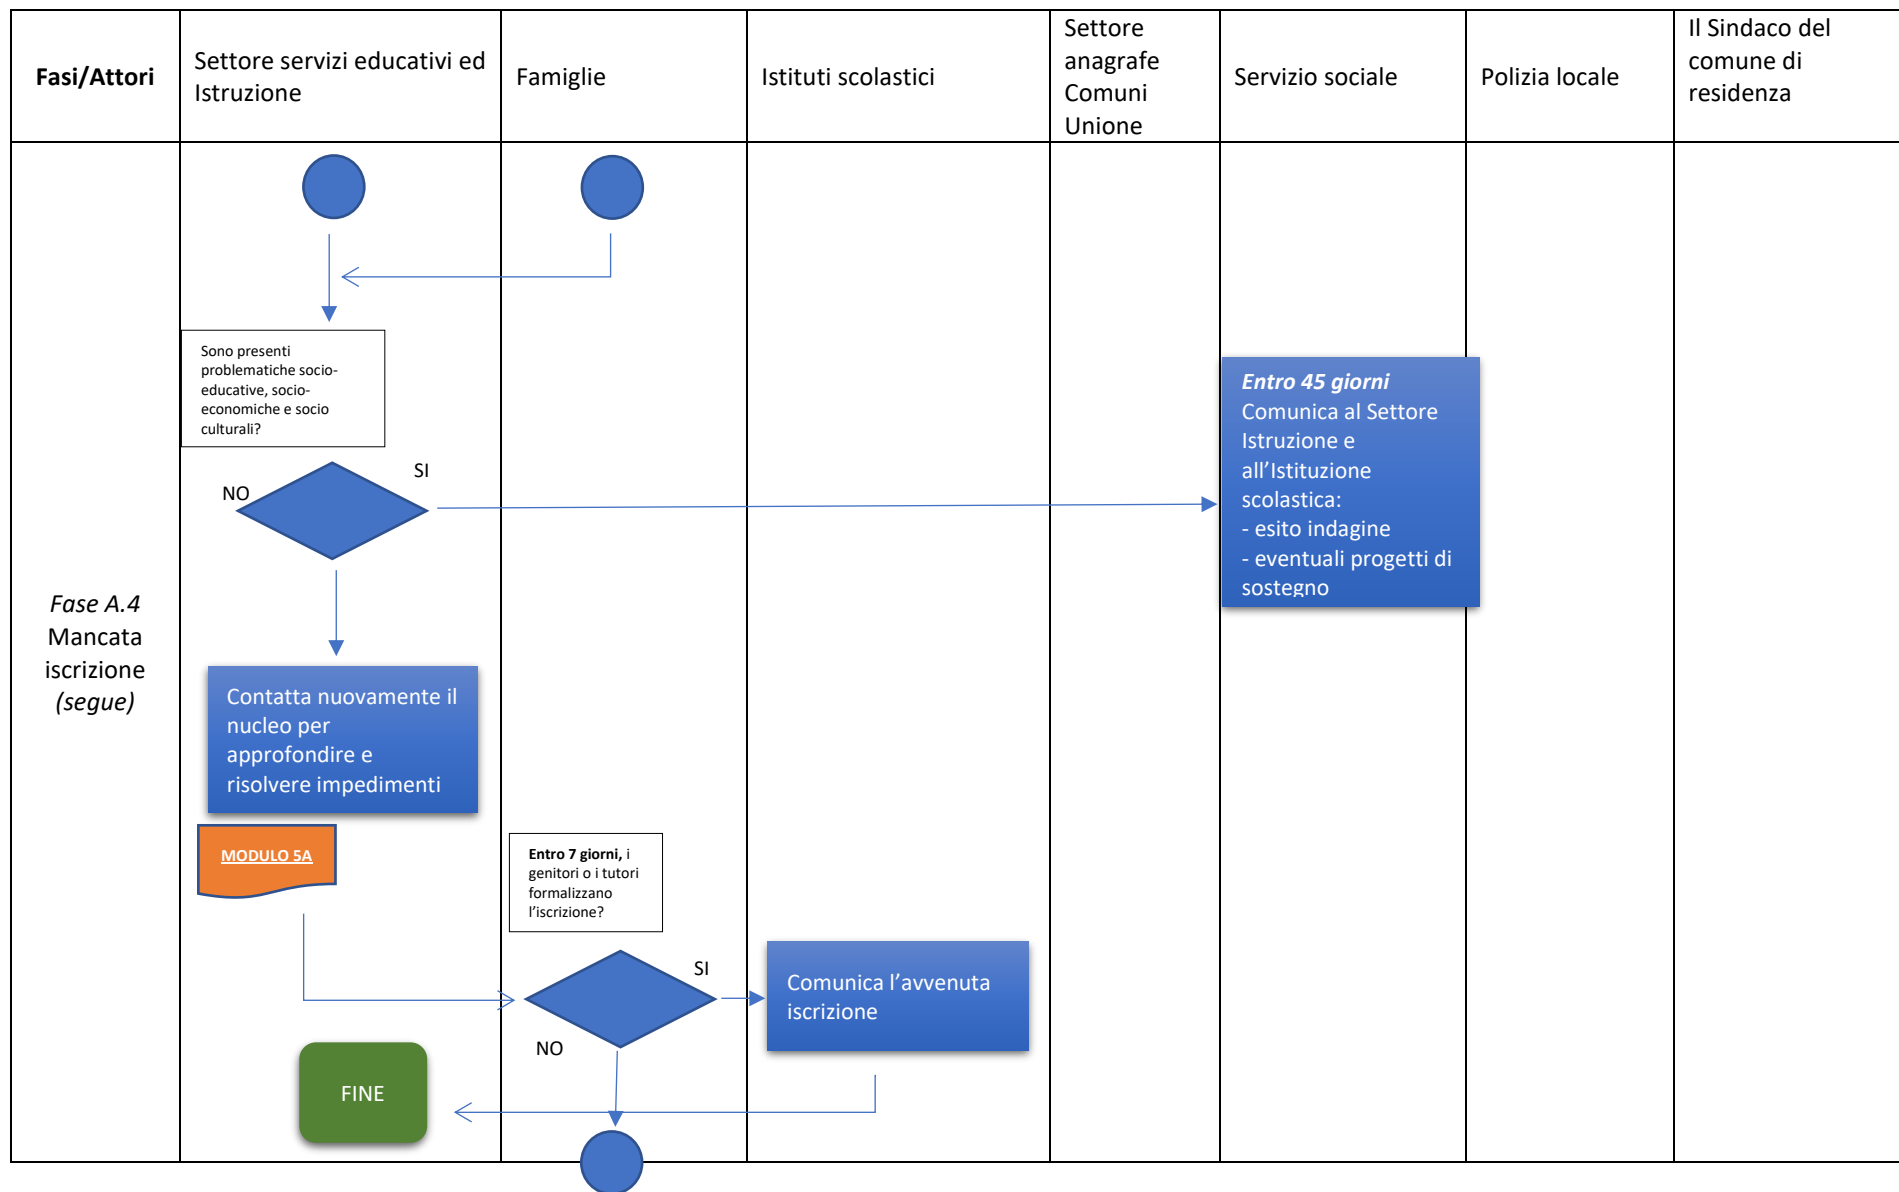 Fasi/Attori
Settore servizi educativi ed
Istruzione
Famiglie
Istituti scolastici
Settore
anagrafe
Comuni
Unione
Servizio sociale
Polizia locale
Il Sindaco del
comune di
residenza
Fase A.4
Mancata
iscrizione
(segue)
Sono presenti
problematiche socio-
educative, socio-
economiche e socio
culturali?
NO
SI
Entro 45 giorni
Comunica al Settore
Istruzione e
all’Istituzione
scolastica:
- esito indagine
- eventuali progetti di
sostegno
Contatta nuovamente il
nucleo per
approfondire e
risolvere impedimenti
MODULO 5A
Entro 7 giorni, i
genitori o i tutori
formalizzano
l’iscrizione?
SI
NO
Comunica l’avvenuta
iscrizione
FINE